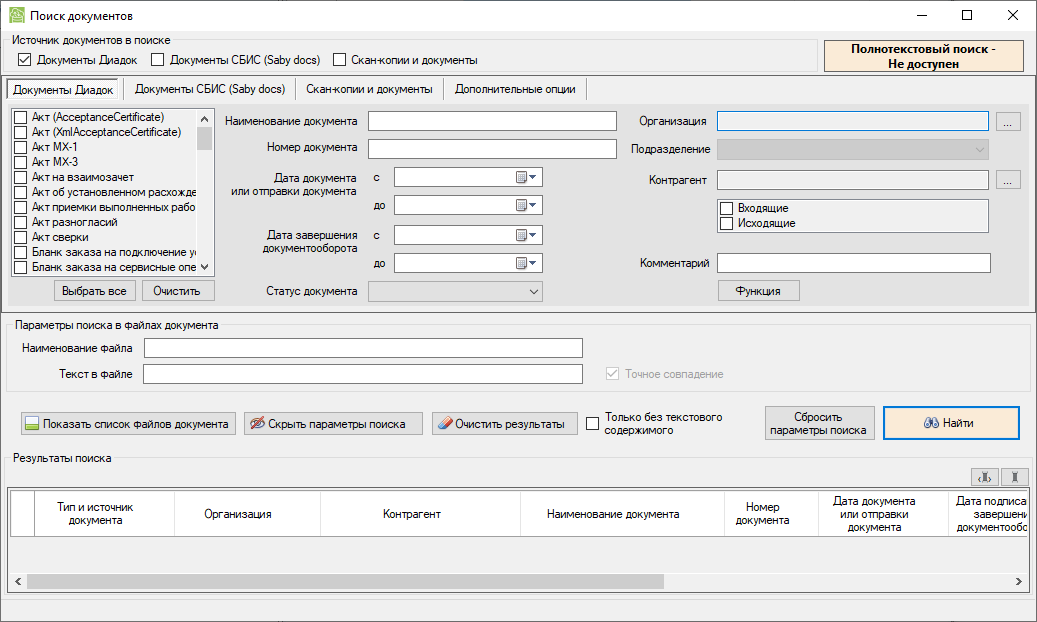 Поиск документов
Источник документов в поиске
Документы Диадок
Документы СБИС (Saby docs)
Скан-копии и документы
Полнотекстовый поиск -
Не доступен
Документы Диадок
Документы СБИС (Saby docs)
Скан-копии и документы
Дополнительные опции
Акт (AcceptanceCertificate)
Акт (XmlAcceptanceCertificate)
Акт МХ-1
Акт МХ-3
Акт на взаимозачет
Акт об установленном расхожде
Акт приемки выполненных рабо
Акт разногласий
Акт сверки
Бланк заказа на подключение у
Бланк заказа на сервисные опе
Выбрать все
Очистить
Наименование документа
Номер документа
Дата документа
или отправки документа
с
до
Дата завершения
документооборота
с
до
Статус документа
Организация
...
Подразделение
Контрагент
...
Входящие
Исходящие
Комментарий
Функция
Параметры поиска в файлах документа
Наименование файла
Текст в файле
Точное совпадение
Показать список файлов документа
Скрыть параметры поиска
Очистить результаты
Только без текстового
содержимого
Сбросить
параметры поиска
Найти
Результаты поиска
Тип и источник
документа
Организация
Контрагент
Наименование документа
Номер
документа
Дата документа
или отправки
документа
Дата подписа
завершени
документообо